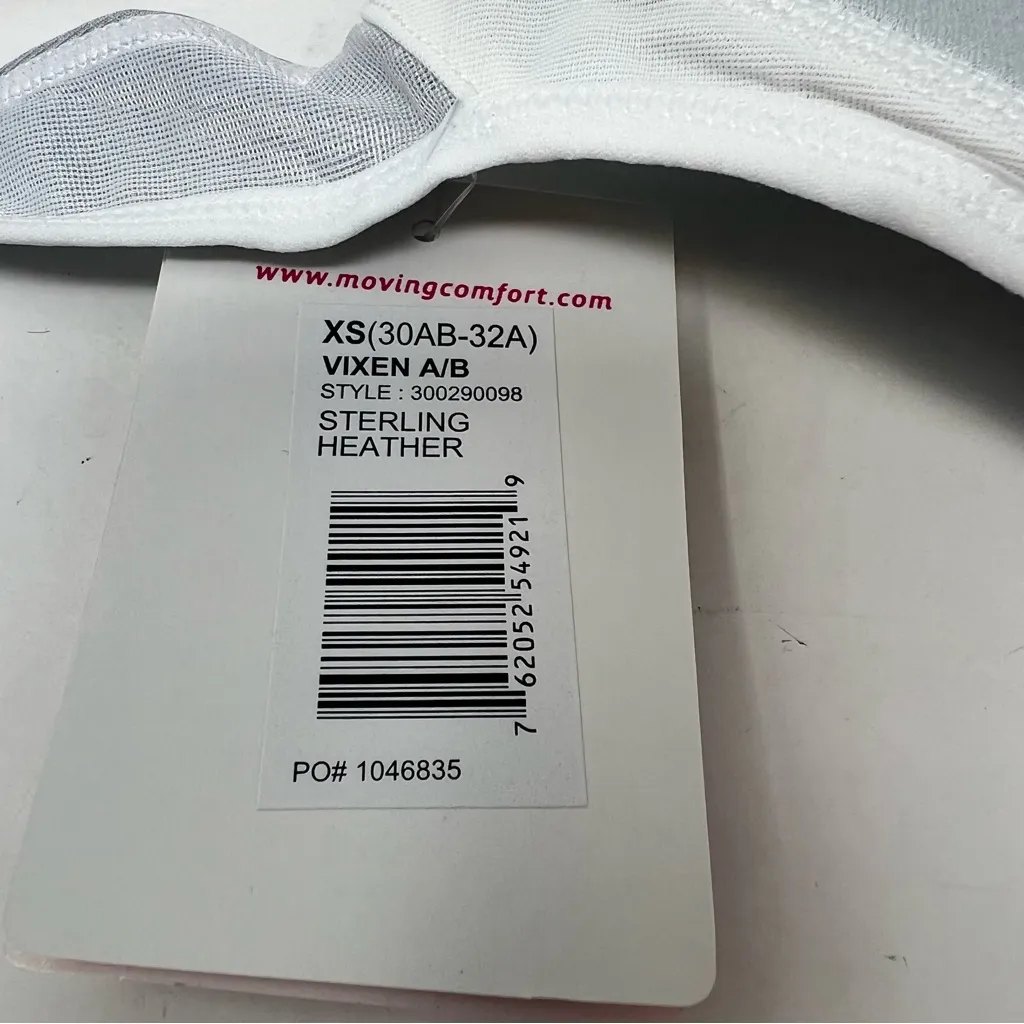 www.movingcomfort.com
XS(30AB-32A)
VIXEN A/B
STYLE : 300290098
STERLING
HEATHER
7 62052 54921 9
PO# 1046835